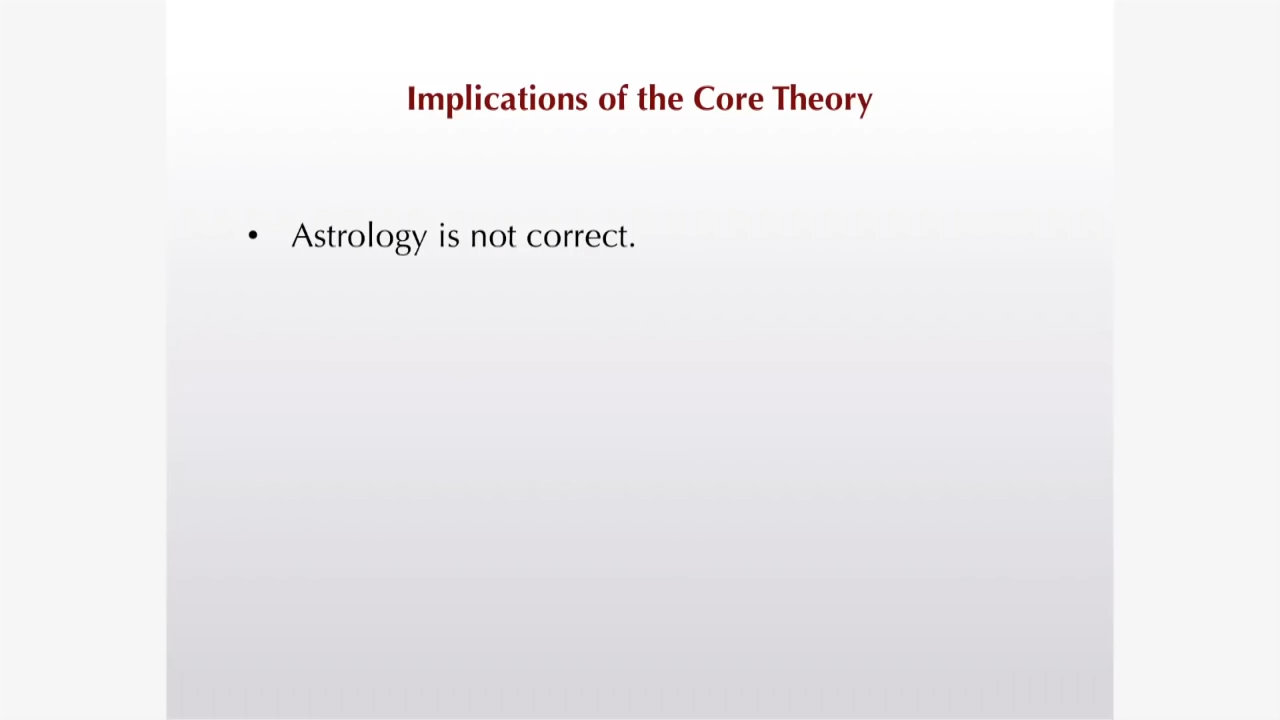 Implications of the Core Theory
• Astrology is not correct.